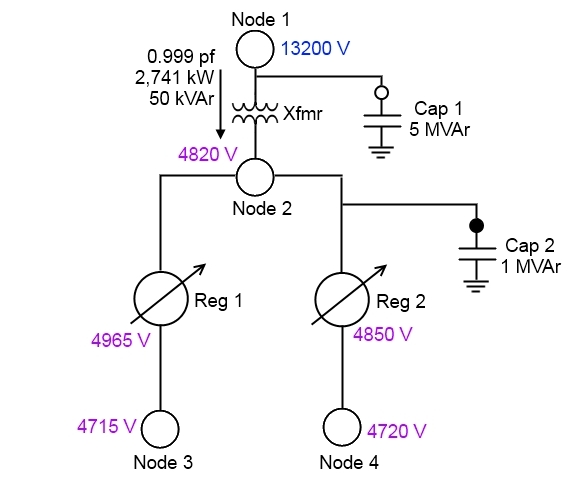 Node 1
13200 V
0.999 pf
2,741 kW
50 kVAr
Xfmr
Cap 1
5 MVAr
4820 V
Node 2
Cap 2
1 MVAr
Reg 1
Reg 2
4965 V
4850 V
4715 V
4720 V
Node 3
Node 4